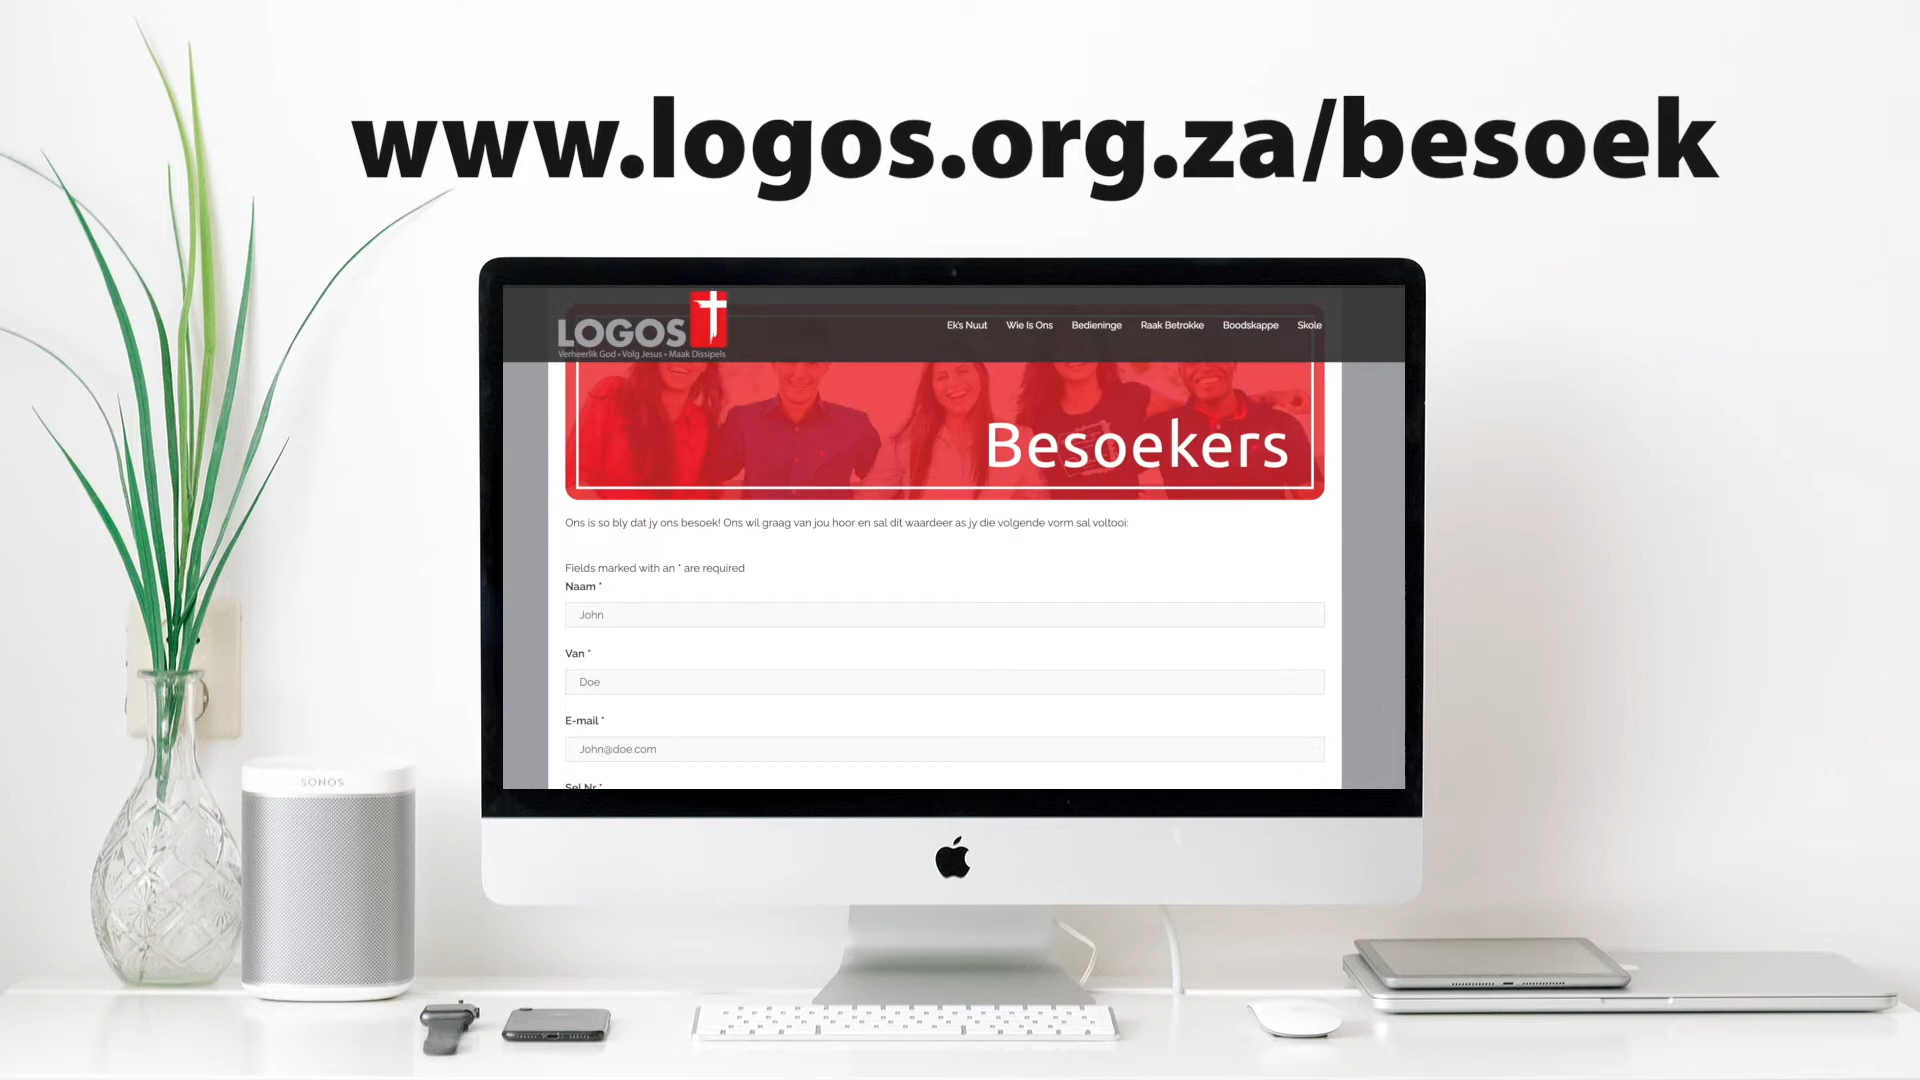 www.logos.org.za/besoek
LOGOS
Verheerlik God • Volg Jesus • Maak Dissipels
Ek's Nuut Wie Is Ons Bedieninge Raak Betrokke Boodskappe Skole
Besoekers
Ons is so bly dat jy ons besoek! Ons wil graag van jou hoor en sal dit waardeer as jy die volgende vorm sal voltooi:
Fields marked with an * are required
Naam *
John
Van *
Doe
E-mail *
John@doe.com
Sel Nr *
SONOS